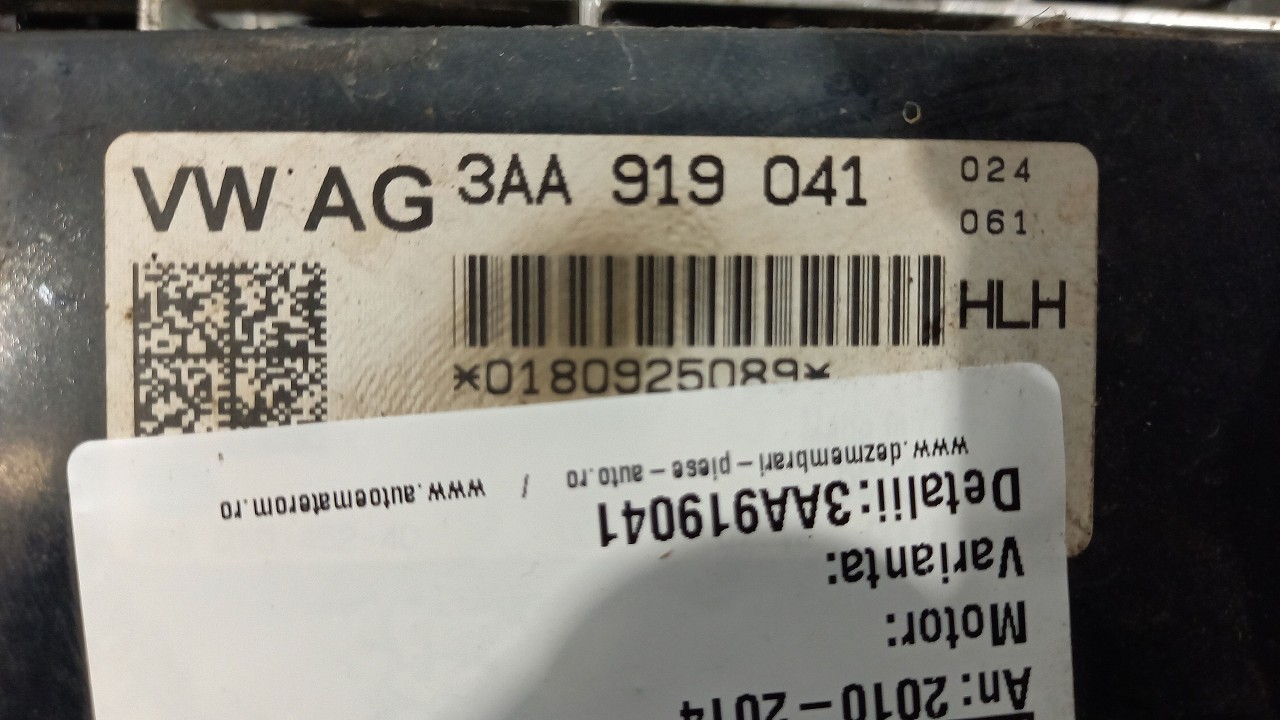 VW AG 3AA 919 041 024
061
HLH
*0180925089*
www.dezmembrari-piese-auto.ro / www.autoematerom.ro
Detalii:3AA919041
Varianta:
Motor:
An:2010-2014